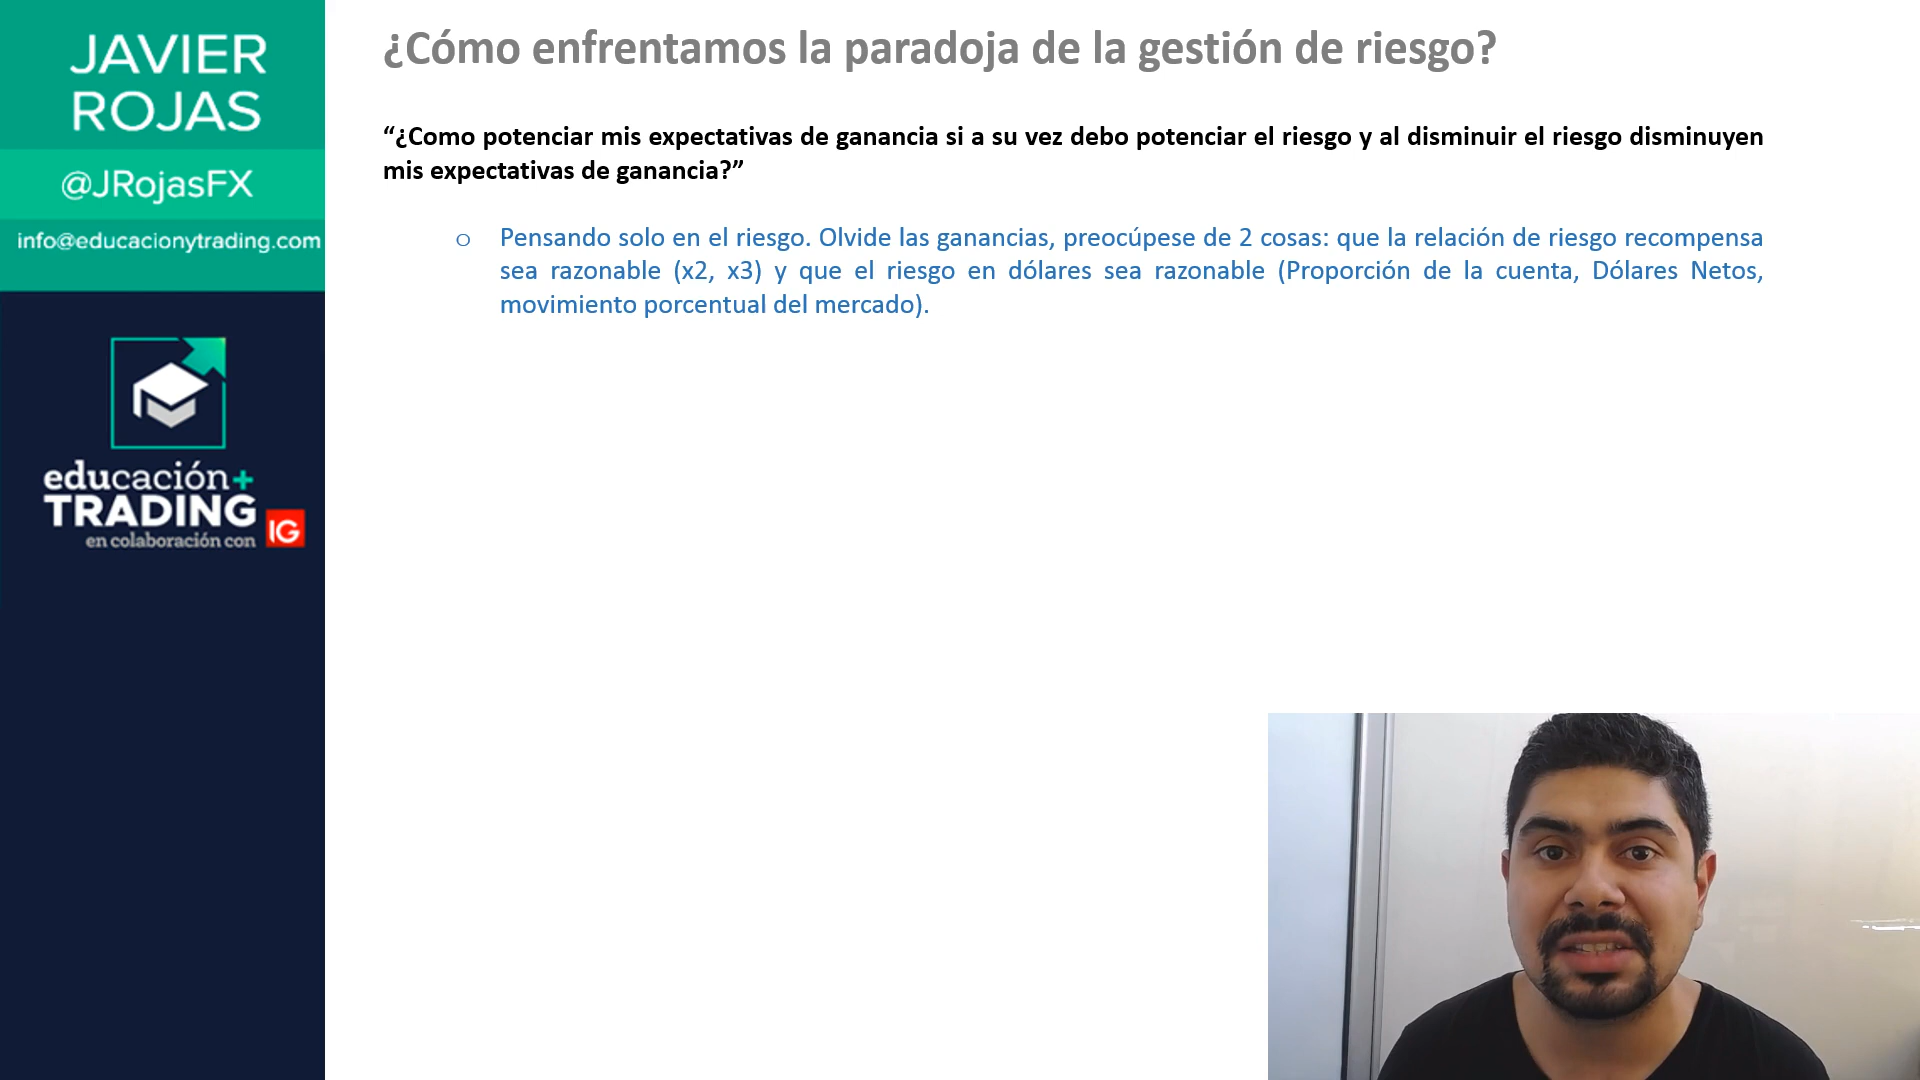 JAVIER
ROJAS
@JRojasFX
info@educacionytrading.com
educación+
TRADING
en colaboración con IG
¿Cómo enfrentamos la paradoja de la gestión de riesgo?
“¿Como potenciar mis expectativas de ganancia si a su vez debo potenciar el riesgo y al disminuir el riesgo disminuyen
mis expectativas de ganancia?”
o Pensando solo en el riesgo. Olvide las ganancias, preocúpese de 2 cosas: que la relación de riesgo recompensa
sea razonable (x2, x3) y que el riesgo en dólares sea razonable (Proporción de la cuenta, Dólares Netos,
movimiento porcentual del mercado).